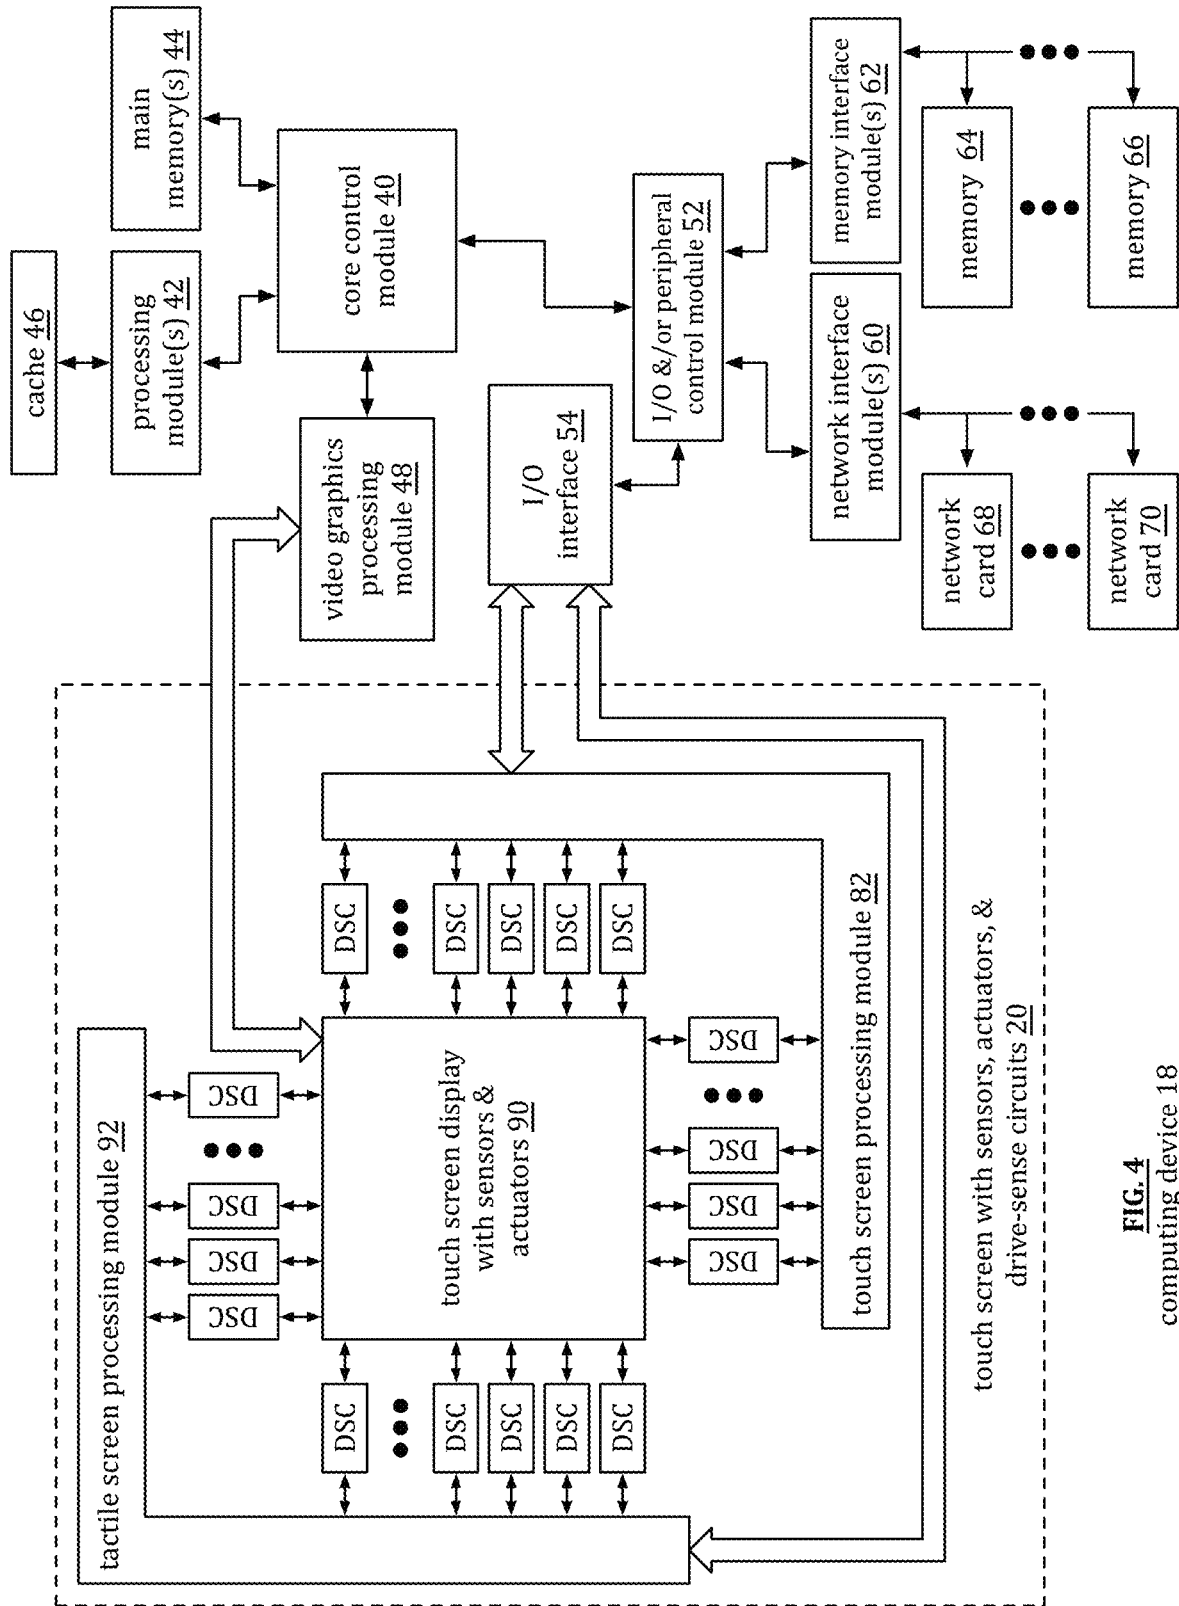 cache 46
processing
module(s) 42
main
memory(s) 44
core control
module 40
video graphics
processing
module 48
I/O
interface 54
I/O &/or peripheral
control module 52
network interface
module(s) 60
memory interface
module(s) 62
network
card 68
network
card 70
memory 64
memory 66
tactile screen processing module 92
DSC
DSC
DSC
DSC
DSC
DSC
DSC
DSC
DSC
touch screen display
with sensors &
actuators 90
DSC
DSC
DSC
DSC
DSC
DSC
DSC
DSC
DSC
touch screen processing module 82
touch screen with sensors, actuators, &
drive-sense circuits 20
FIG. 4
computing device 18